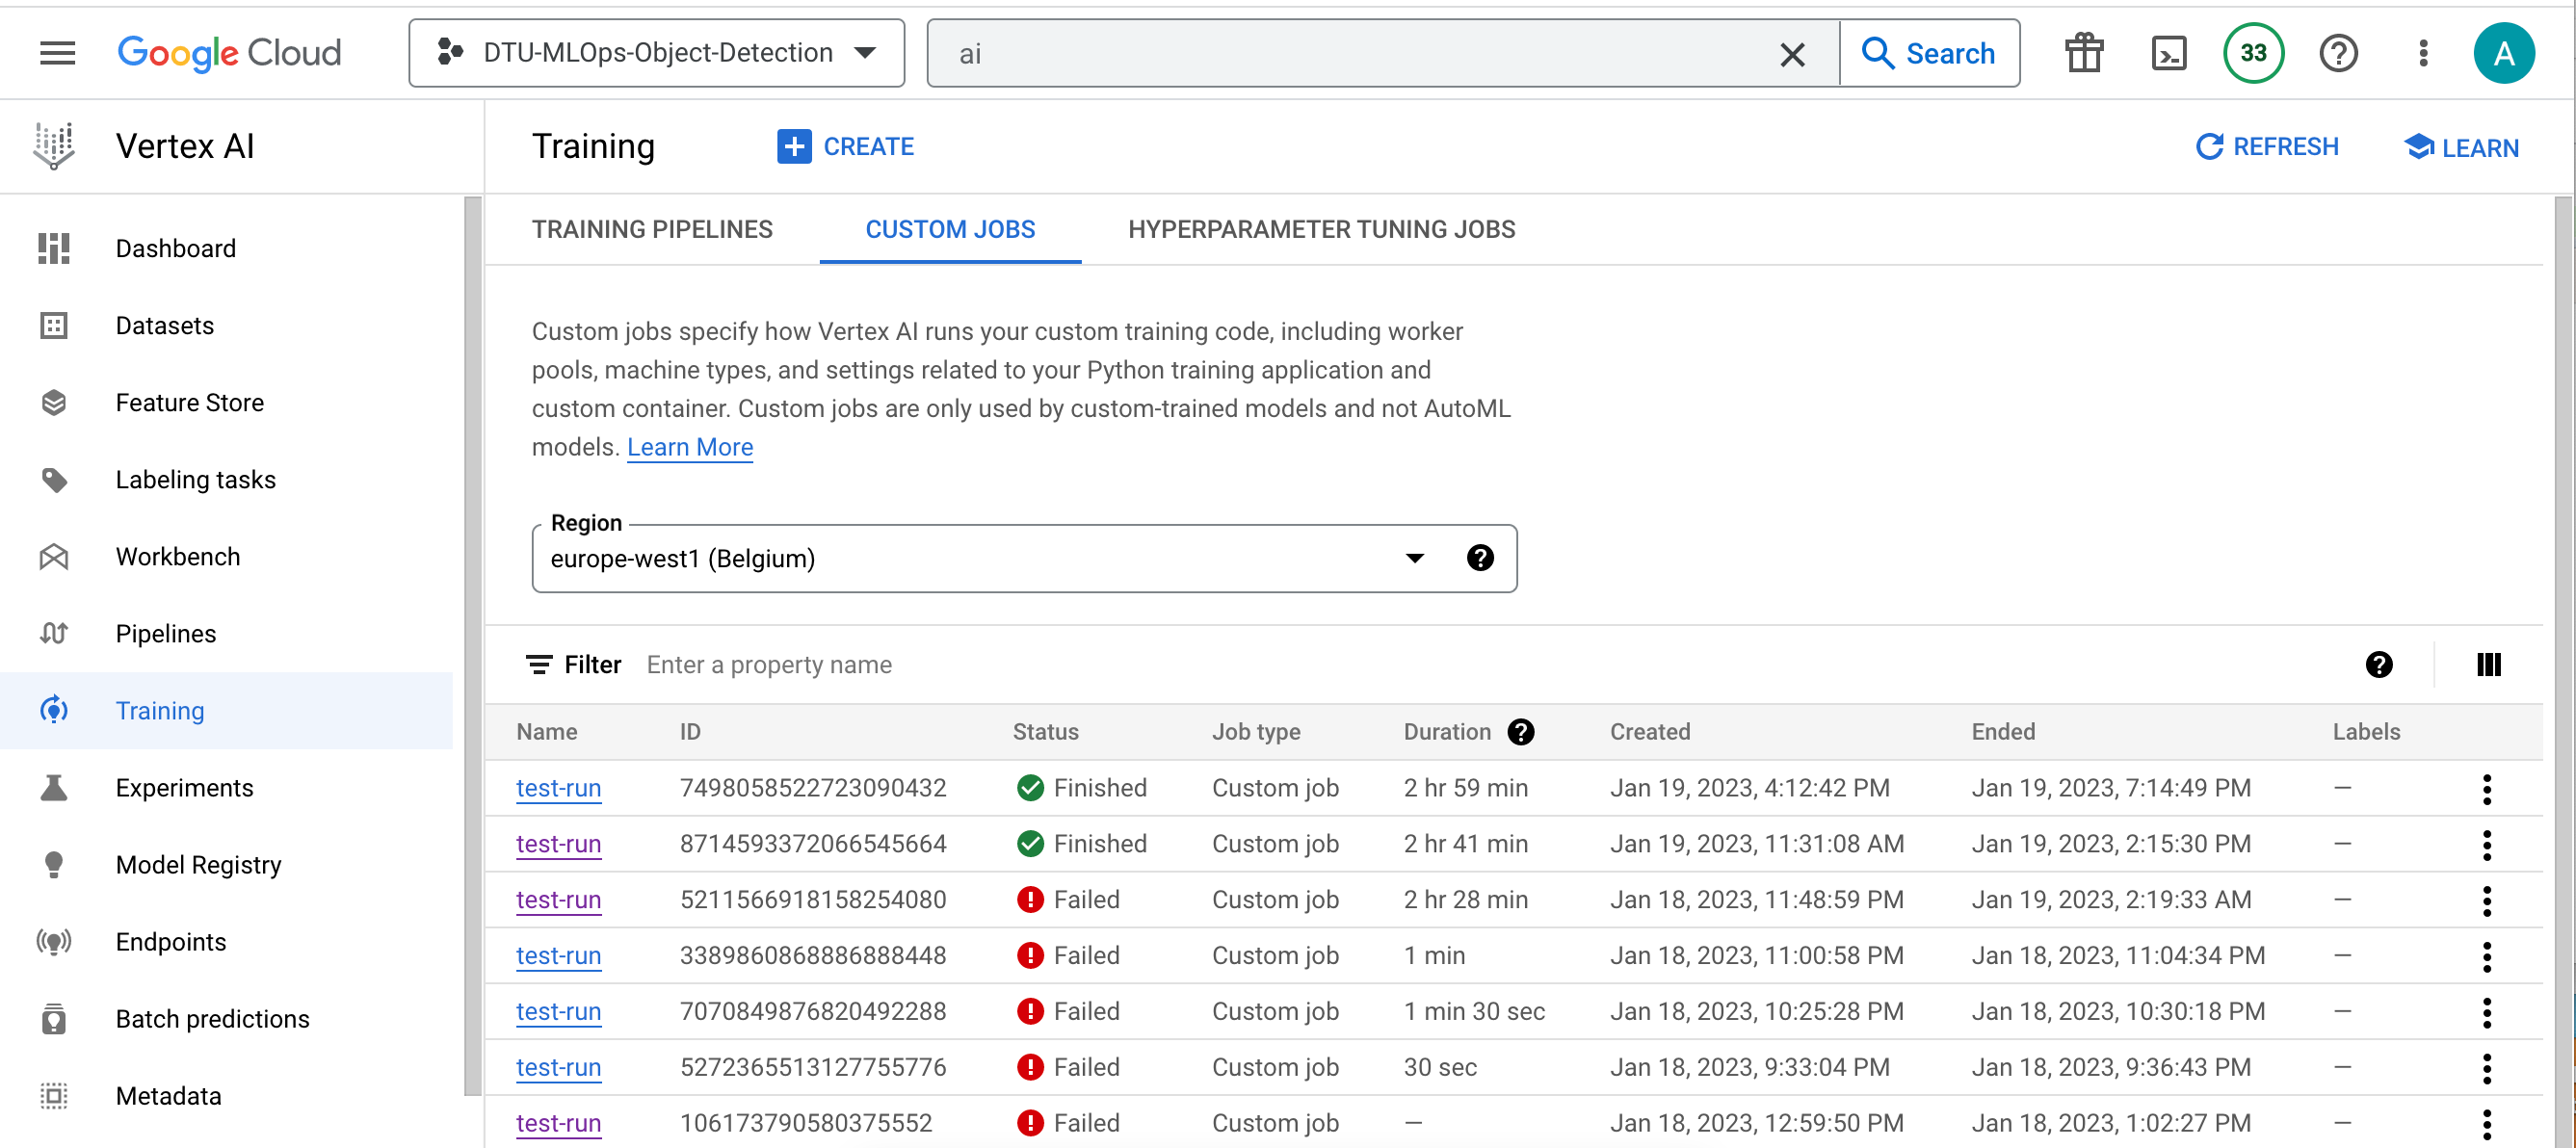 Google Cloud DTU-MLOps-Object-Detection ai Search 33 A
Vertex AI
Training CREATE REFRESH LEARN
Dashboard
Datasets
Feature Store
Labeling tasks
Workbench
Pipelines
Training
Experiments
Model Registry
Endpoints
Batch predictions
Metadata
TRAINING PIPELINES CUSTOM JOBS HYPERPARAMETER TUNING JOBS
Custom jobs specify how Vertex AI runs your custom training code, including worker
pools, machine types, and settings related to your Python training application and
custom container. Custom jobs are only used by custom-trained models and not AutoML
models. Learn More
Region
europe-west1 (Belgium)
Filter Enter a property name
Name ID Status Job type Duration Created Ended Labels
test-run 7498058522723090432 Finished Custom job 2 hr 59 min Jan 19, 2023, 4:12:42 PM Jan 19, 2023, 7:14:49 PM —
test-run 8714593372066545664 Finished Custom job 2 hr 41 min Jan 19, 2023, 11:31:08 AM Jan 19, 2023, 2:15:30 PM —
test-run 5211566918158254080 Failed Custom job 2 hr 28 min Jan 18, 2023, 11:48:59 PM Jan 19, 2023, 2:19:33 AM —
test-run 3389860868886888448 Failed Custom job 1 min Jan 18, 2023, 11:00:58 PM Jan 18, 2023, 11:04:34 PM —
test-run 7070849876820492288 Failed Custom job 1 min 30 sec Jan 18, 2023, 10:25:28 PM Jan 18, 2023, 10:30:18 PM —
test-run 5272365513127755776 Failed Custom job 30 sec Jan 18, 2023, 9:33:04 PM Jan 18, 2023, 9:36:43 PM —
test-run 106173790580375552 Failed Custom job — Jan 18, 2023, 12:59:50 PM Jan 18, 2023, 1:02:27 PM —